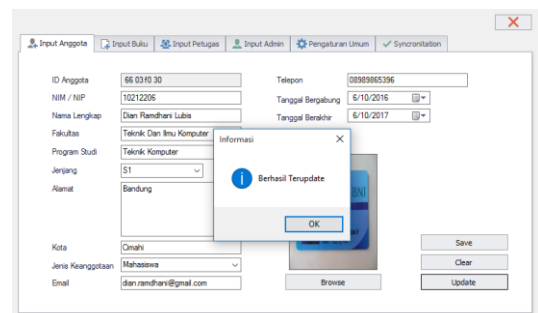 Input Anggota Input Buku Input Petugas Input Admin Pengaturan Umum Syncronitation
ID Anggota 66 03 f0 30 Telepon 08989865396
NIM / NIP 10212206 Tanggal Bergabung 6/10/2016
Nama Lengkap Dian Ramdhani Lubis Tanggal Berakhir 6/10/2017
Fakultas Teknik Dan Ilmu Komputer
Program Studi Teknik Komputer
Jenjang S1
Alamat Bandung
Informasi
Berhasil Terupdate
OK
BNI
Kota Cimahi
Jenis Keanggotaan Mahasiswa
Email dian.ramdhani@gmail.com
Browse
Save
Clear
Update